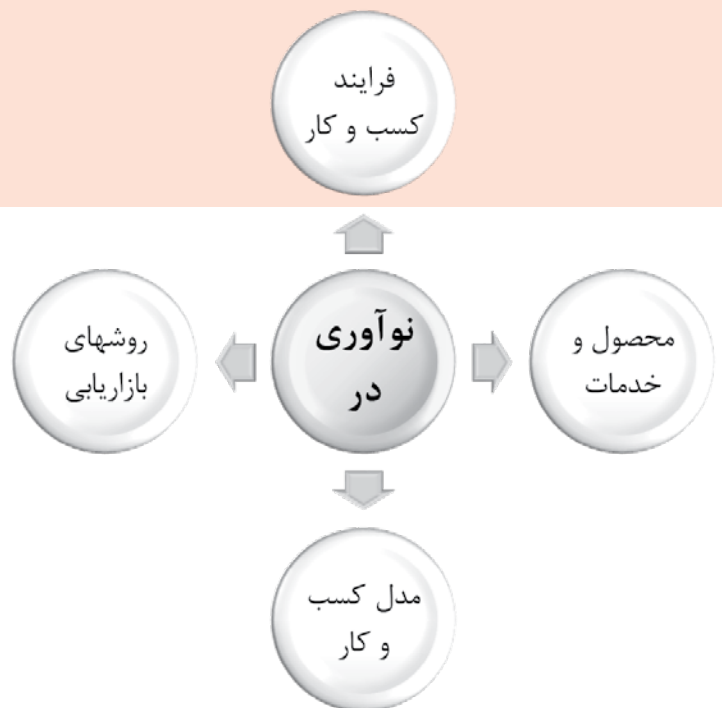 فرایند
کسب و کار
محصول و
خدمات
نوآوری
در
روشهای
بازاریابی
مدل کسب
و کار